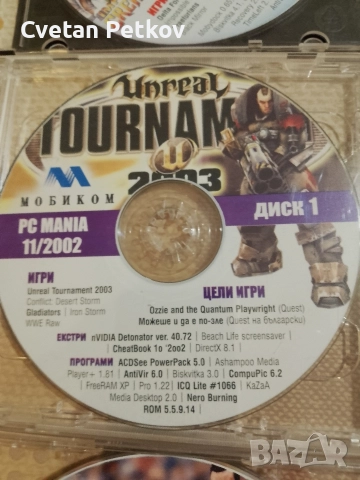 Cvetan Petkov
Unreal
TOURNAM
2003
МОБИКОМ
PC MANIA
11/2002
ДИСК 1
ИГРИ
Unreal Tournament 2003
Conflict: Desert Storm
Gladiators | Iron Storm
WWE Raw
ЦЕЛИ ИГРИ
Ozzie and the Quantum Playwright (Quest)
Можеше и да е по-зле (Quest на български)
ЕКСТРИ nVIDIA Detonator ver. 40.72 | Beach Life screensaver |
CheatBook 10 '2oo2 | DirectX 8.1 |
ПРОГРАМИ ACDSee PowerPack 5.0 | Ashampoo Media
Player+ 1.81 | AntiVir 6.0 | Biskvitka 3.0 | CompuPic 6.2
| FreeRAM XP | Pro 1.22 | ICQ Lite #1066 | KaZaA
Media Desktop 2.0 | Nero Burning
ROM 5.5.9.14 |
bazar